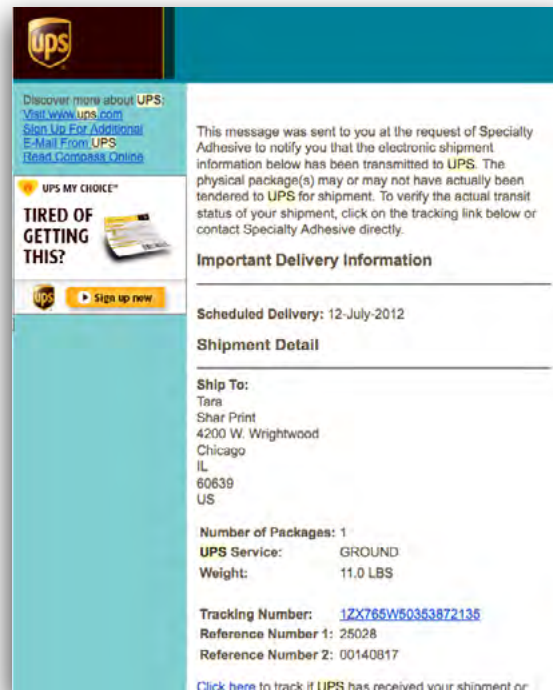 ups
Discover more about UPS:
Visit www.ups.com
Sign Up For Additional
E-Mail From UPS
Read Compass Online
UPS MY CHOICE™
TIRED OF
GETTING
THIS?
ups
Sign up now
This message was sent to you at the request of Specialty
Adhesive to notify you that the electronic shipment
information below has been transmitted to UPS. The
physical package(s) may or may not have actually been
tendered to UPS for shipment. To verify the actual transit
status of your shipment, click on the tracking link below or
contact Specialty Adhesive directly.
Important Delivery Information
Scheduled Delivery: 12-July-2012
Shipment Detail
Ship To:
Tara
Shar Print
4200 W. Wrightwood
Chicago
IL
60639
US
Number of Packages: 1
UPS Service: GROUND
Weight: 11.0 LBS
Tracking Number: 1ZX765W50353872135
Reference Number 1: 25028
Reference Number 2: 00140817
Click here to track if UPS has received your shipment or